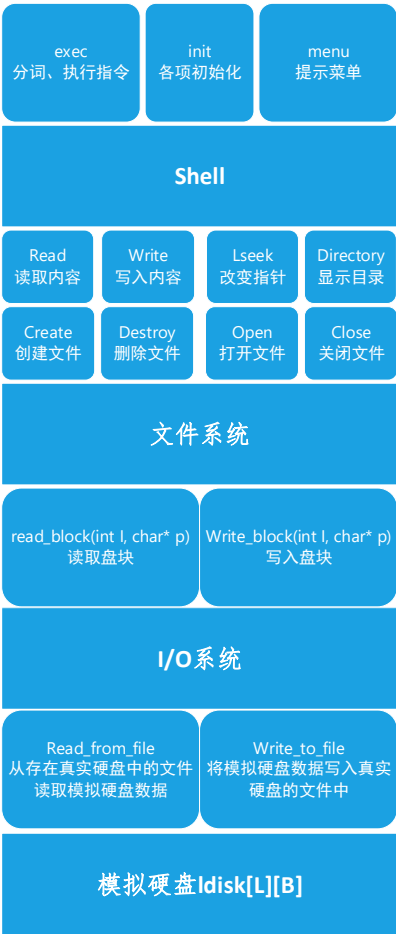 exec
分词、执行指令
init
各项初始化
menu
提示菜单
Shell
Read
读取内容
Write
写入内容
Lseek
改变指针
Directory
显示目录
Create
创建文件
Destroy
删除文件
Open
打开文件
Close
关闭文件
文件系统
read_block(int I, char* p)
读取盘块
Write_block(int I, char* p)
写入盘块
I/O系统
Read_from_file
从存在真实硬盘中的文件
读取模拟硬盘数据
Write_to_file
将模拟硬盘数据写入真实
硬盘的文件中
模拟硬盘ldisk[L][B]